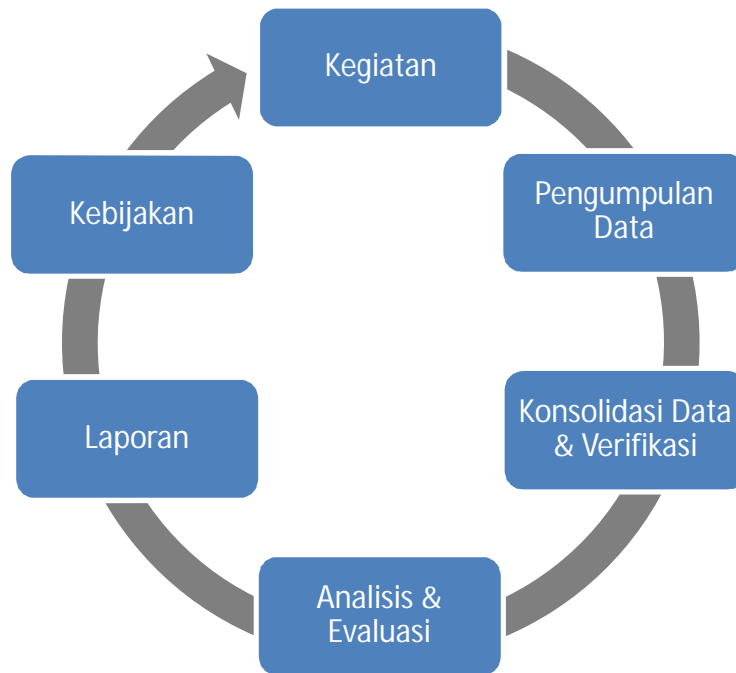 Kegiatan
Pengumpulan
Data
Konsolidasi Data
& Verifikasi
Analisis &
Evaluasi
Laporan
Kebijakan